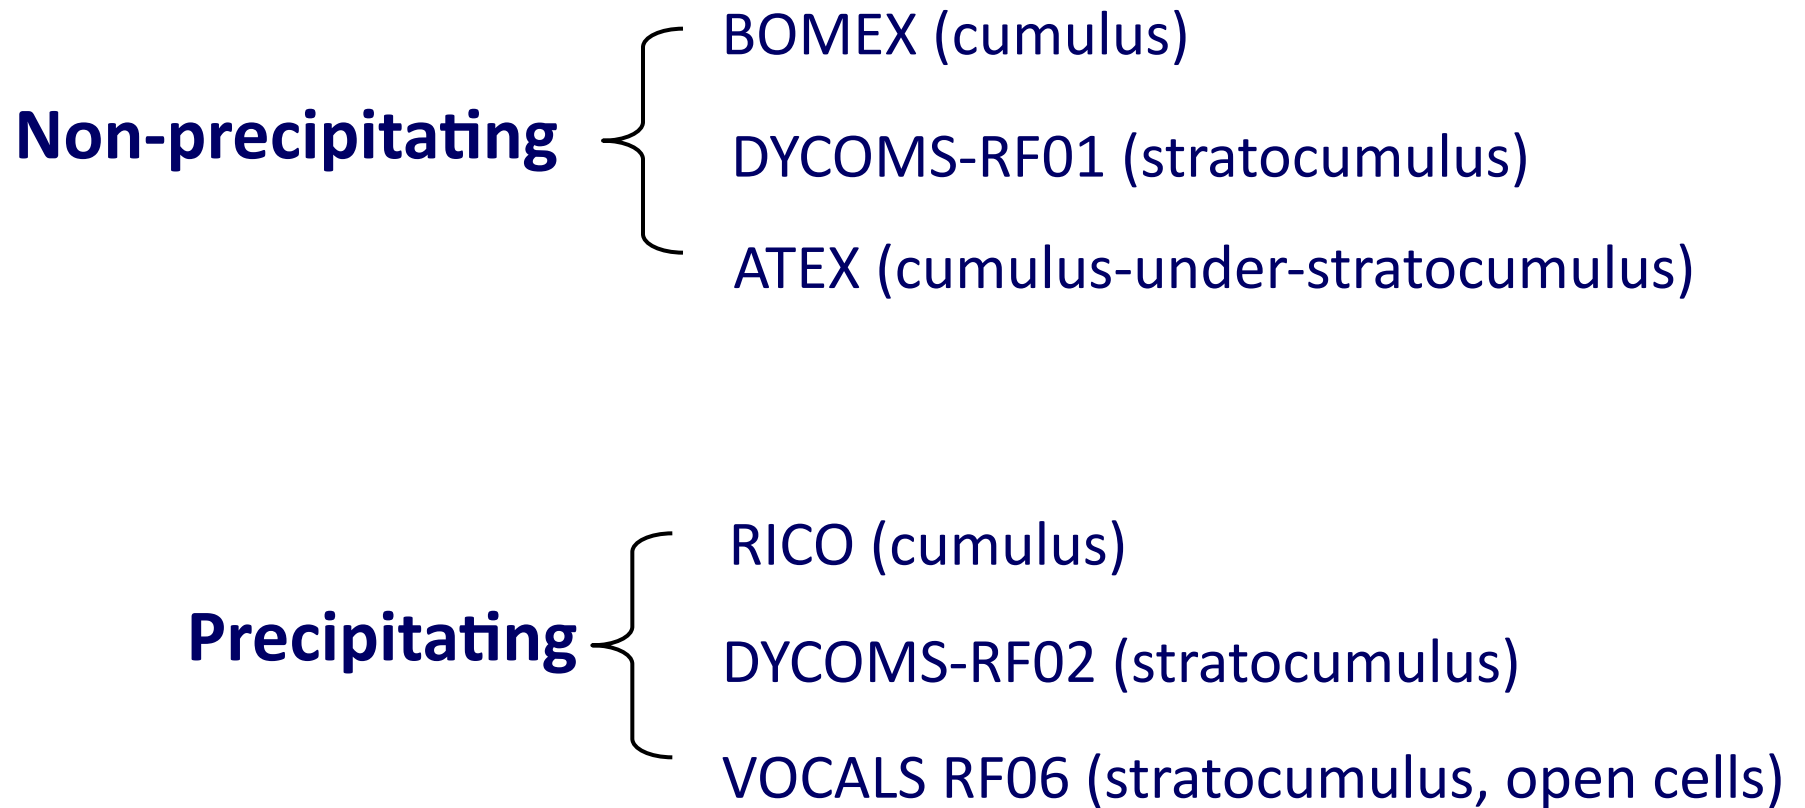 BOMEX (cumulus)
Non-precipitating
DYCOMS-RF01 (stratocumulus)
ATEX (cumulus-under-stratocumulus)
RICO (cumulus)
Precipitating
DYCOMS-RF02 (stratocumulus)
VOCALS RF06 (stratocumulus, open cells)